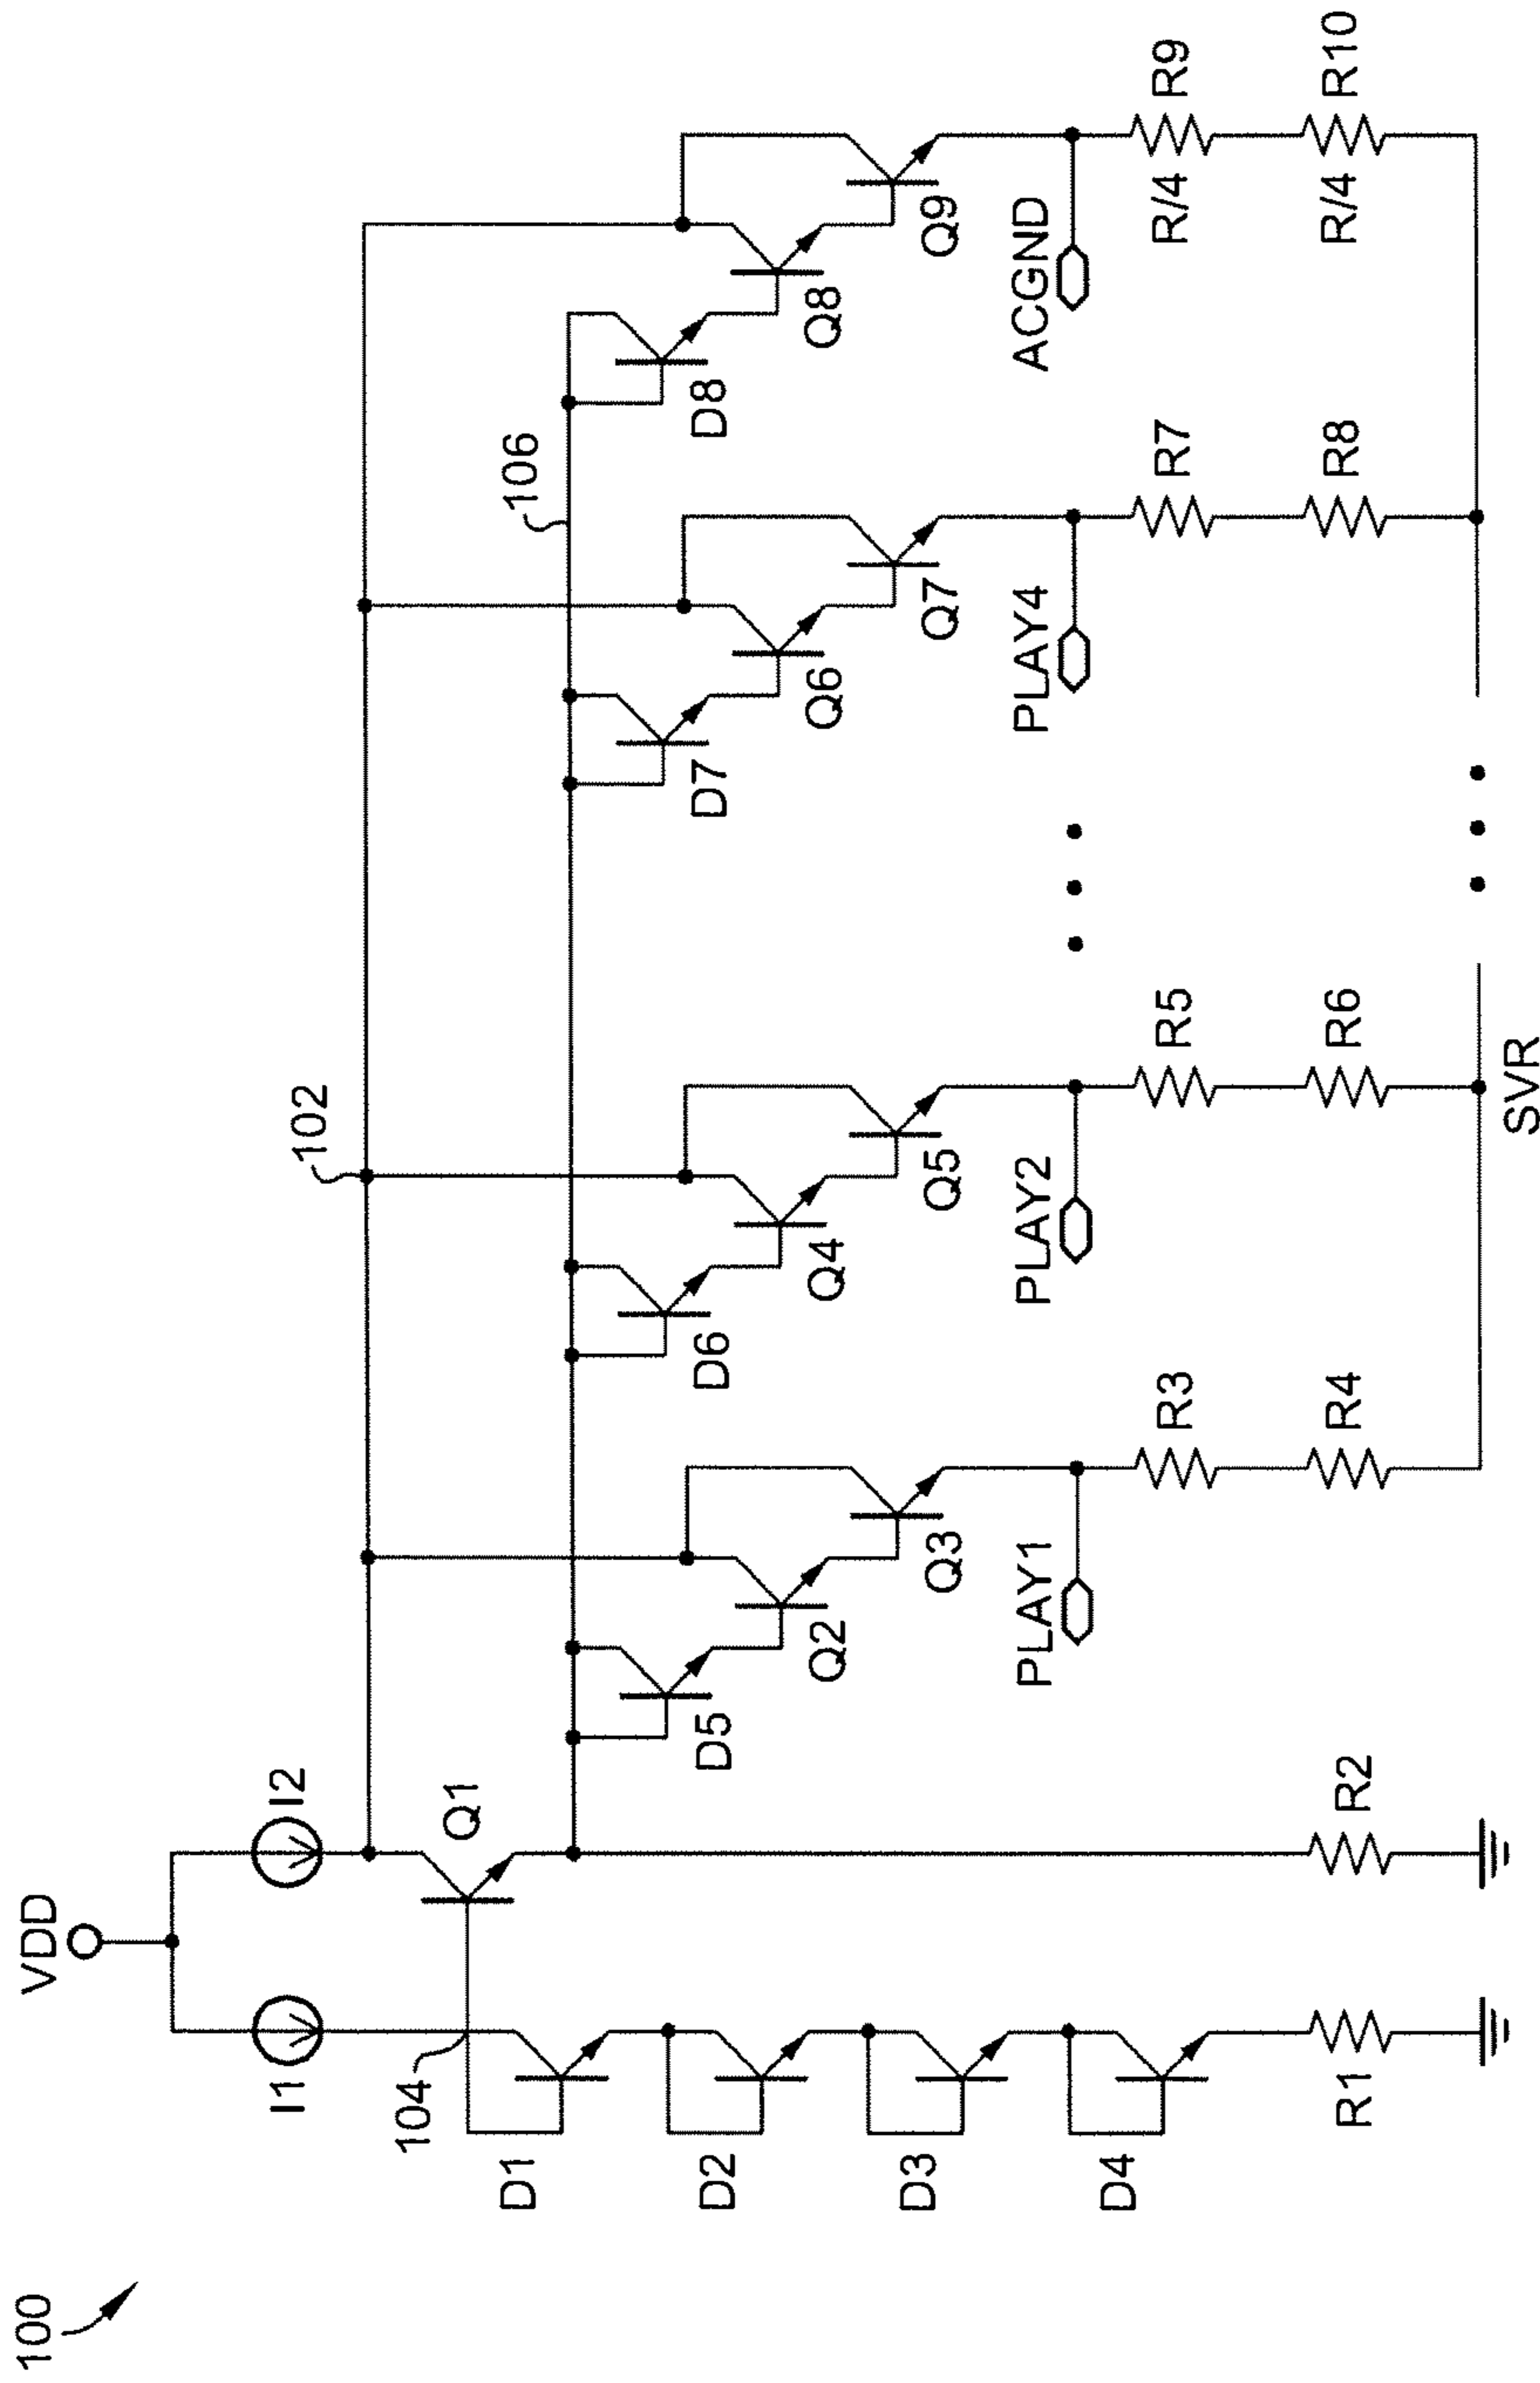 100
VDD
I1
I2
102
104
Q1
106
D1
D2
D3
D4
D5
Q2
Q3
D6
Q4
Q5
D7
Q6
Q7
D8
Q8
Q9
PLAY1
PLAY2
PLAY4
ACGND
R1
R2
R3
R4
R5
R6
R7
R8
R/4 R9
R/4 R10
SVR